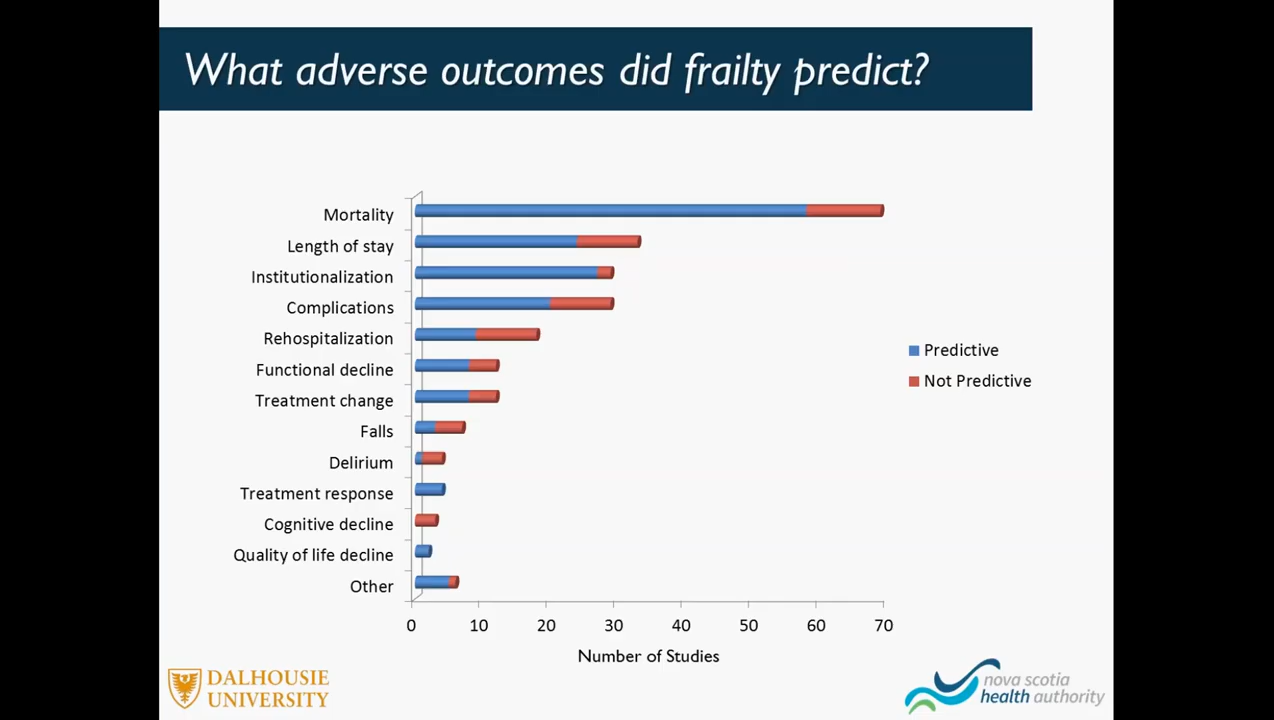 What adverse outcomes did frailty predict?
Mortality
Length of stay
Institutionalization
Complications
Rehospitalization
Functional decline
Treatment change
Falls
Delirium
Treatment response
Cognitive decline
Quality of life decline
Other
Predictive
Not Predictive
0 10 20 30 40 50 60 70
Number of Studies
DALHOUSIE
UNIVERSITY
nova scotia
health authority